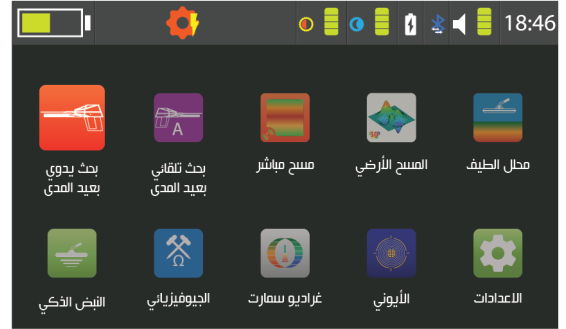 18:46
محلل الطيف
المسح الأرضي
30°
مسح مباشر
A
بحث تلقائي
بعيد المدى
بحث يدوي
بعيد المدى
الاعدادات
الأيوني
غراديو سمارت
Ω
الجيوفيزيائي
النبض الذكي